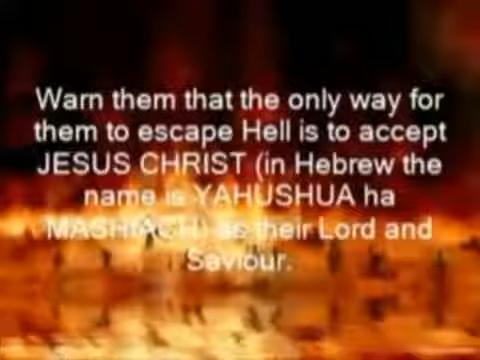 Warn them that the only way for
them to escape Hell is to accept
JESUS CHRIST (in Hebrew the
name is YAHUSHUA ha
MASHIACH) as their Lord and
Saviour.